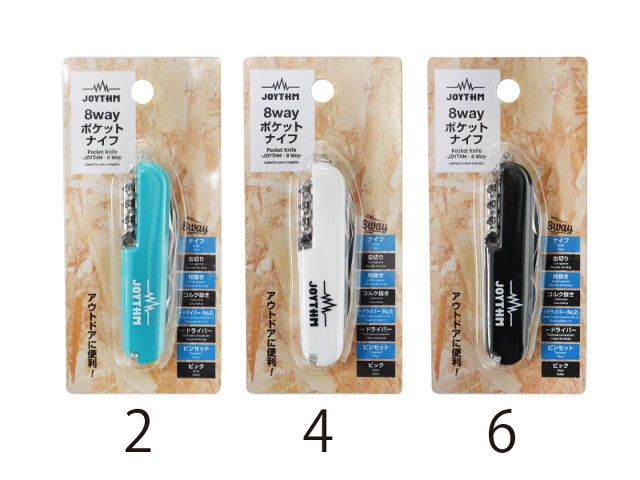 JOYTHM
8way
ポケット
ナイフ
Pocket Knife
-JOYTHM - 8 Way-
8way
ナイフ
缶切り
栓抜き
コルク抜き
+ドライバー (No.2)
−ドライバー
ピンセット
ピック
JOYTHM
アウトドアに便利!
2
JOYTHM
8way
ポケット
ナイフ
Pocket Knife
-JOYTHM - 8 Way-
8way
ナイフ
缶切り
栓抜き
コルク抜き
+ドライバー (No.2)
−ドライバー
ピンセット
ピック
JOYTHM
アウトドアに便利!
4
JOYTHM
8way
ポケット
ナイフ
Pocket Knife
-JOYTHM - 8 Way-
8way
ナイフ
缶切り
栓抜き
コルク抜き
+ドライバー (No.2)
−ドライバー
ピンセット
ピック
JOYTHM
アウトドアに便利!
6